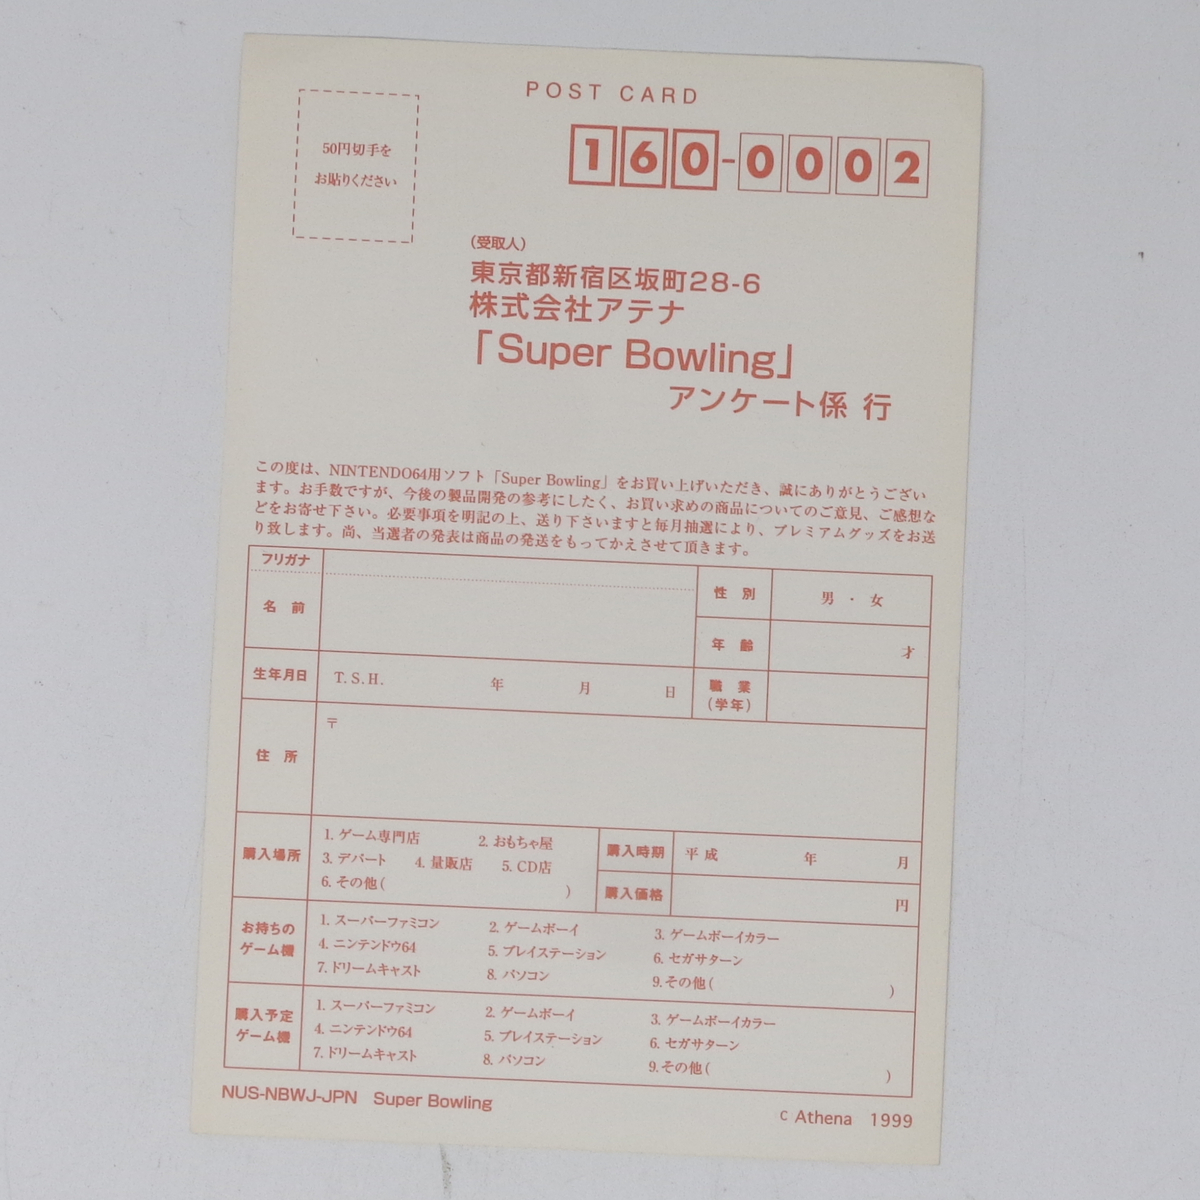 POST CARD
50円切手を
お貼りください
160-0002
(受取人)
東京都新宿区坂町28-6
株式会社アテナ
「Super Bowling」
アンケート係 行
この度は、NINTENDO64用ソフト「Super Bowling」をお買い上げいただき、誠にありがとうござい
ます。お手数ですが、今後の製品開発の参考にしたく、お買い求めの商品についてのご意見、ご感想な
どをお寄せ下さい。必要事項を明記の上、送り下さいますと毎月抽選により、プレミアムグッズをお送
り致します。尚、当選者の発表は商品の発送をもってかえさせて頂きます。
フリガナ
名 前
性 別 男 ・ 女
年 齢 才
生年月日 T. S. H. 年 月 日
職 業
(学年)
住 所 〒
購入場所
1. ゲーム専門店 2. おもちゃ屋
3. デパート 4. 量販店 5. CD店
6. その他( )
購入時期 平成 年 月
購入価格 円
お持ちの
ゲーム機
1. スーパーファミコン 2. ゲームボーイ 3. ゲームボーイカラー
4. ニンテンドウ64 5. プレイステーション 6. セガサターン
7. ドリームキャスト 8. パソコン 9. その他( )
購入予定
ゲーム機
1. スーパーファミコン 2. ゲームボーイ 3. ゲームボーイカラー
4. ニンテンドウ64 5. プレイステーション 6. セガサターン
7. ドリームキャスト 8. パソコン 9. その他( )
NUS-NBWJ-JPN Super Bowling
c Athena 1999